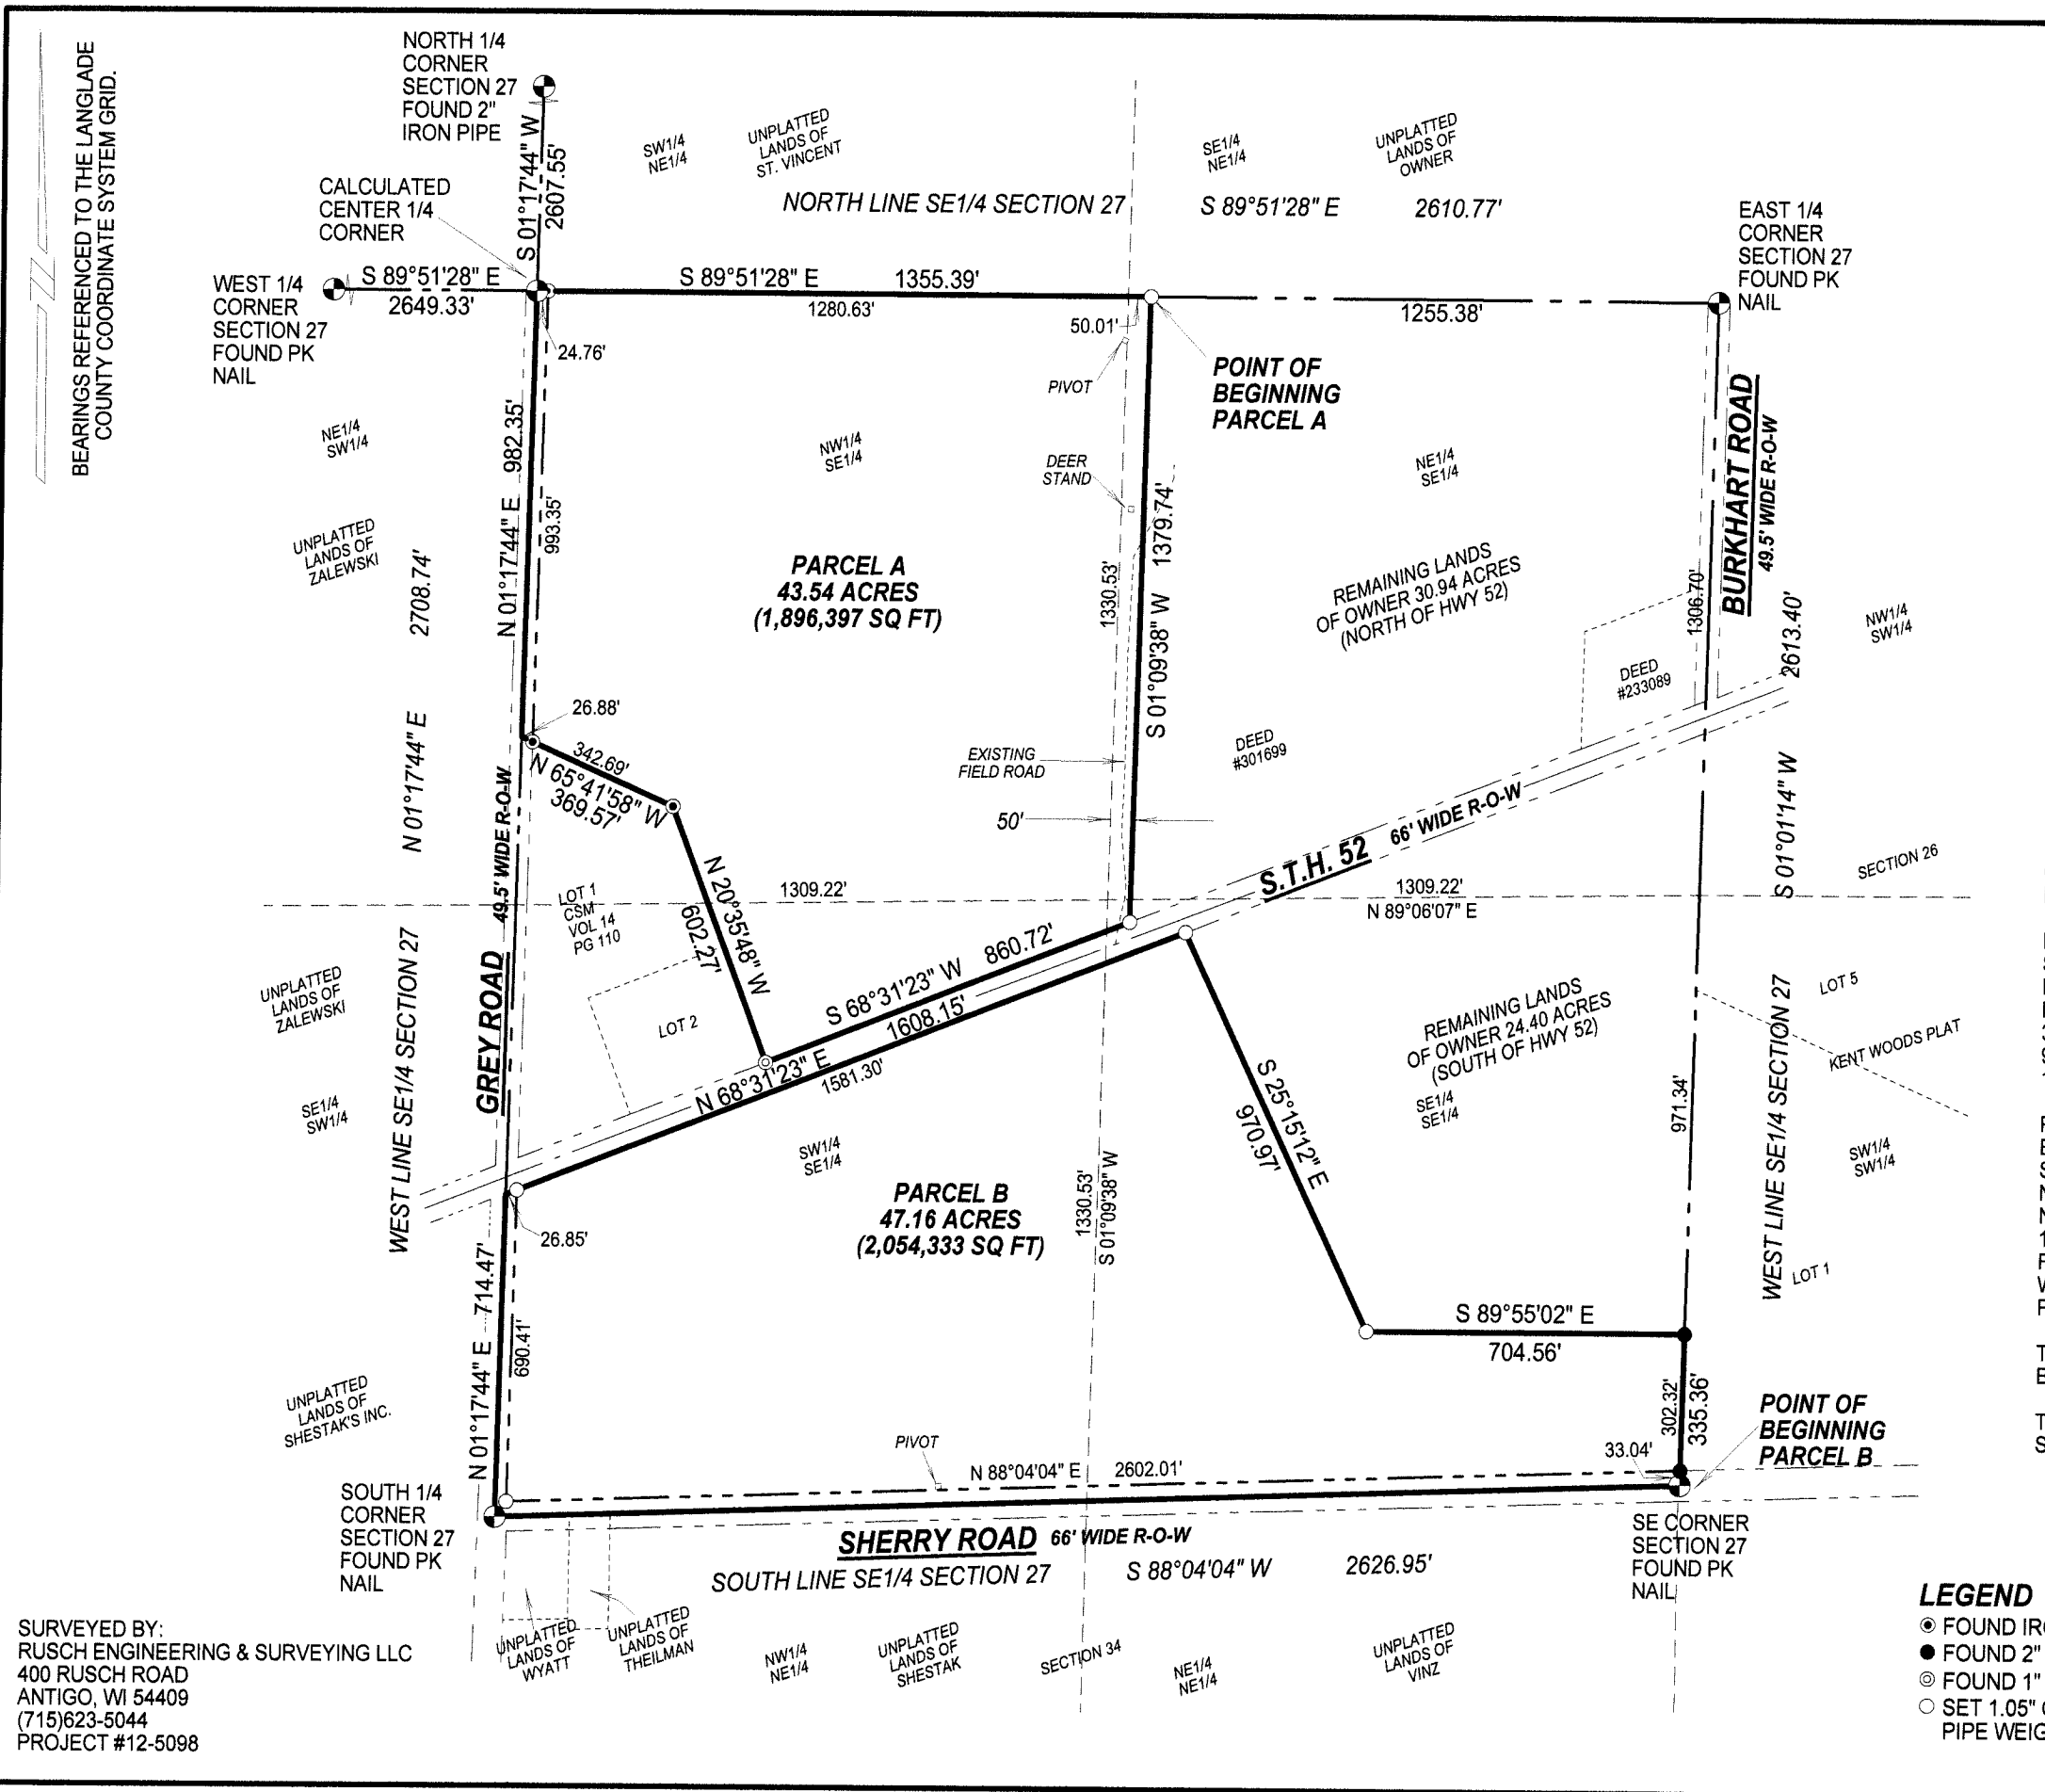 BEARINGS REFERENCED TO THE LANGLADE
COUNTY COORDINATE SYSTEM GRID.
NORTH 1/4
CORNER
SECTION 27
FOUND 2"
IRON PIPE
S 01°17'44" W
2607.55'
SW1/4
NE1/4
UNPLATTED
LANDS OF
ST. VINCENT
SE1/4
NE1/4
UNPLATTED
LANDS OF
OWNER
CALCULATED
CENTER 1/4
CORNER
NORTH LINE SE1/4 SECTION 27 S 89°51'28" E 2610.77'
EAST 1/4
CORNER
SECTION 27
FOUND PK
NAIL
WEST 1/4
CORNER
SECTION 27
FOUND PK
NAIL
S 89°51'28" E
2649.33'
S 89°51'28" E 1355.39'
1280.63'
50.01'
1255.38'
24.76'
PIVOT
POINT OF
BEGINNING
PARCEL A
BURKHART ROAD
49.5' WIDE R-O-W
NE1/4
SW1/4
N 01°17'44" E 982.35'
993.35'
NW1/4
SE1/4
DEER
STAND
NE1/4
SE1/4
UNPLATTED
LANDS OF
ZALEWSKI
PARCEL A
43.54 ACRES
(1,896,397 SQ FT)
1330.53'
S 01°09'38" W 1379.74'
REMAINING LANDS
OF OWNER 30.94 ACRES
(NORTH OF HWY 52)
1306.70'
DEED
#233089
NW1/4
SW1/4
WEST LINE SE1/4 SECTION 27 N 01°17'44" E 2708.74'
WEST LINE SE1/4 SECTION 27 S 01°01'14" W 2613.40'
26.88'
342.69'
N 65°41'58" W
369.57'
EXISTING
FIELD ROAD
DEED
#301699
50'
S.T.H. 52 66' WIDE R-O-W
GREY ROAD 49.5' WIDE R-O-W
LOT 1
CSM
VOL 14
PG 110
N 20°35'48" W
602.27'
1309.22'
1309.22'
N 89°06'07" E
SECTION 26
S 68°31'23" W 860.72'
N 68°31'23" E 1608.15'
1581.30'
LOT 2
UNPLATTED
LANDS OF
ZALEWSKI
REMAINING LANDS
OF OWNER 24.40 ACRES
(SOUTH OF HWY 52)
SE1/4
SE1/4
LOT 5
KENT WOODS PLAT
SE1/4
SW1/4
SW1/4
SE1/4
S 25°15'12" E
970.97'
971.34'
SW1/4
SW1/4
PARCEL B
47.16 ACRES
(2,054,333 SQ FT)
1330.53'
S 01°09'38" W
26.85'
LOT 1
N 01°17'44" E 714.47'
690.41'
S 89°55'02" E
704.56'
UNPLATTED
LANDS OF
SHESTAK'S INC.
302.32'
335.36'
33.04'
POINT OF
BEGINNING
PARCEL B
PIVOT
N 88°04'04" E 2602.01'
SOUTH 1/4
CORNER
SECTION 27
FOUND PK
NAIL
SHERRY ROAD 66' WIDE R-O-W
SOUTH LINE SE1/4 SECTION 27 S 88°04'04" W 2626.95'
SE CORNER
SECTION 27
FOUND PK
NAIL
UNPLATTED
LANDS OF
WYATT
UNPLATTED
LANDS OF
THEILMAN
NW1/4
NE1/4
UNPLATTED
LANDS OF
SHESTAK
SECTION 34
NE1/4
NE1/4
UNPLATTED
LANDS OF
VINZ
SURVEYED BY:
RUSCH ENGINEERING & SURVEYING LLC
400 RUSCH ROAD
ANTIGO, WI 54409
(715)623-5044
PROJECT #12-5098
LEGEND
FOUND
FOUND 2"
FOUND 1"
SET 1.05"
PIPE